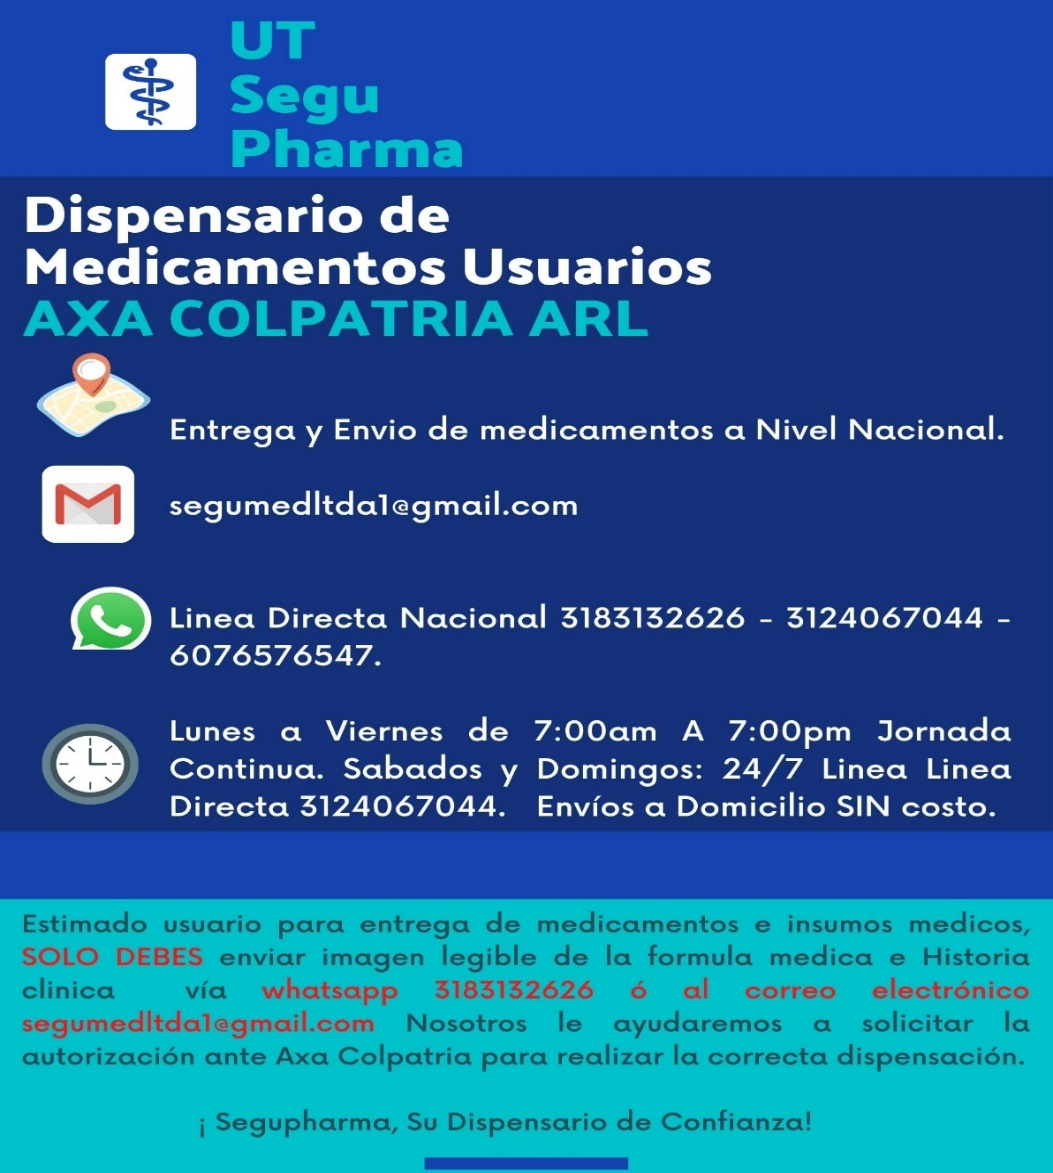 UT
Segu
Pharma
Dispensario de
Medicamentos Usuarios
AXA COLPATRIA ARL
Entrega y Envio de medicamentos a Nivel Nacional.
segumedltda1@gmail.com
Linea Directa Nacional 3183132626 - 3124067044 -
6076576547.
Lunes a Viernes de 7:00am A 7:00pm Jornada
Continua. Sabados y Domingos: 24/7 Linea Linea
Directa 3124067044. Envíos a Domicilio SIN costo.
Estimado usuario para entrega de medicamentos e insumos medicos,
SOLO DEBES enviar imagen legible de la formula medica e Historia
clinica vía whatsapp 3183132626 ó al correo electrónico
segumedltda1@gmail.com Nosotros le ayudaremos a solicitar la
autorización ante Axa Colpatria para realizar la correcta dispensación.
¡ Segupharma, Su Dispensario de Confianza!